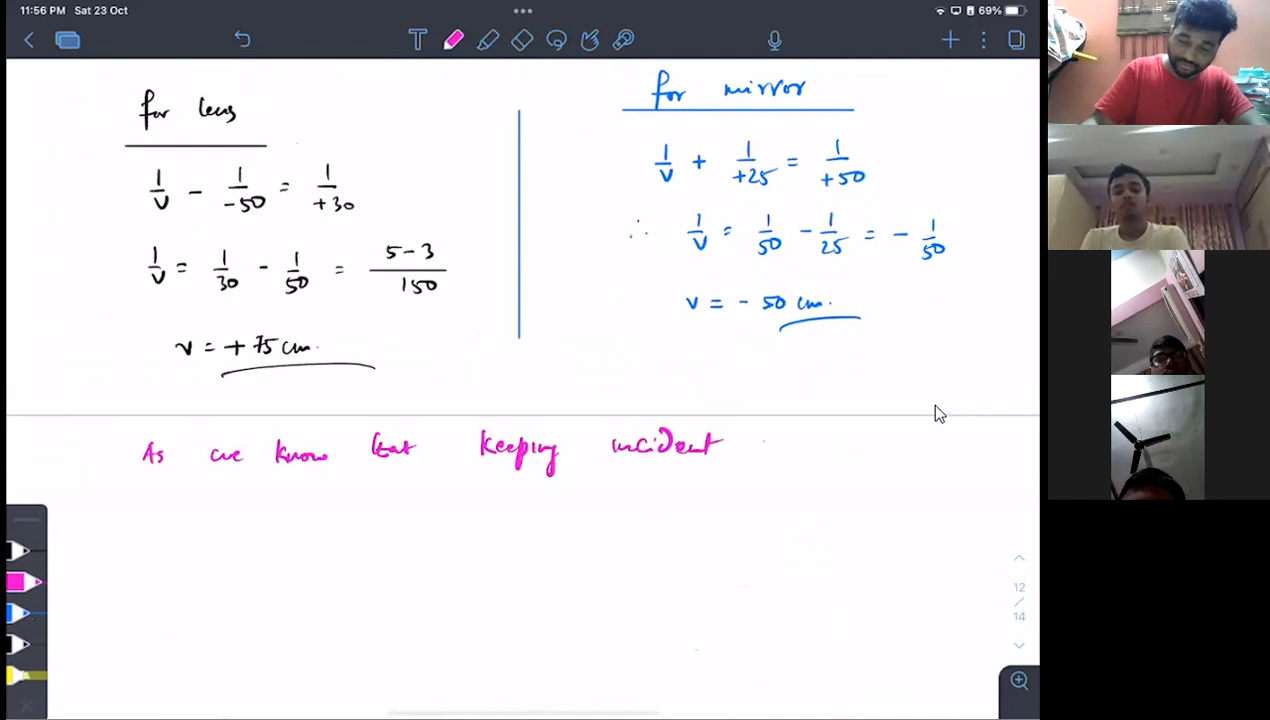 11:56 PM Sat 23 Oct
69%
T
for lens
1/v - 1/-50 = 1/+30
1/v = 1/30 - 1/50 = 5-3/150
v = +75 cm.
for mirror
1/v + 1/+25 = 1/+50
∴ 1/v = 1/50 - 1/25 = - 1/50
v = - 50 cm.
As we know that keeping incident
12
/
14